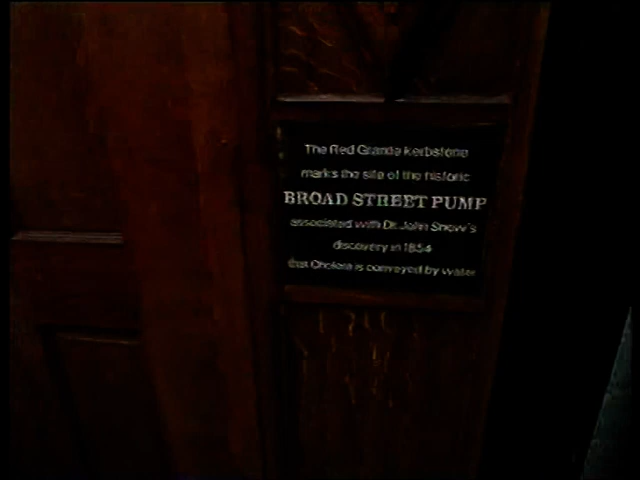 The Red Granite kerbstone
marks the site of the historic
BROAD STREET PUMP
associated with Dr. John Snow's
discovery in 1854
that Cholera is conveyed by water